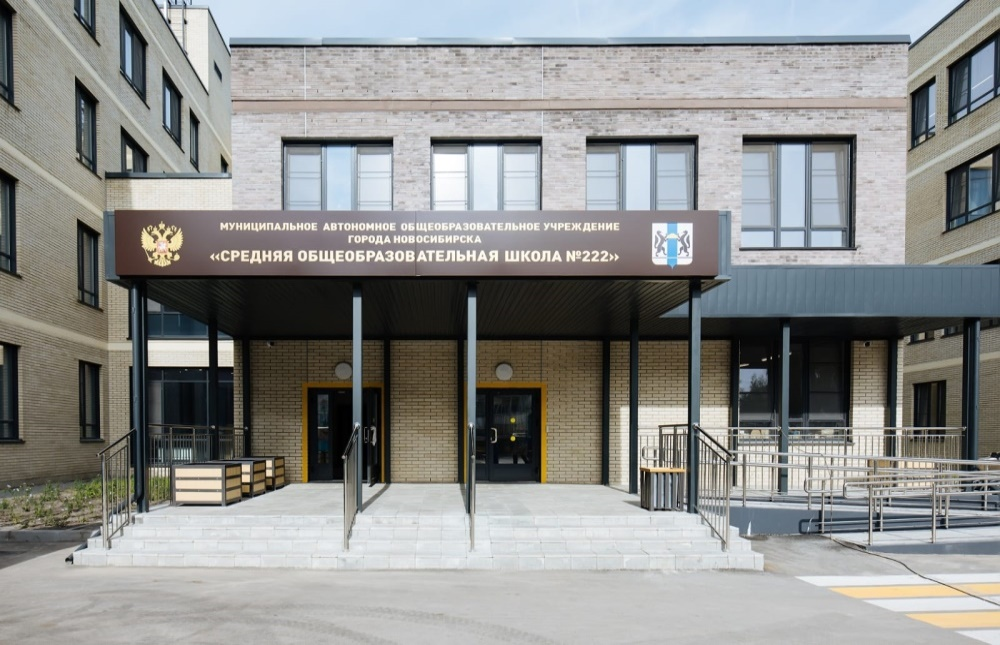 МУНИЦИПАЛЬНОЕ АВТОНОМНОЕ ОБЩЕОБРАЗОВАТЕЛЬНОЕ УЧРЕЖДЕНИЕ
ГОРОДА НОВОСИБИРСКА
«СРЕДНЯЯ ОБЩЕОБРАЗОВАТЕЛЬНАЯ ШКОЛА №222»